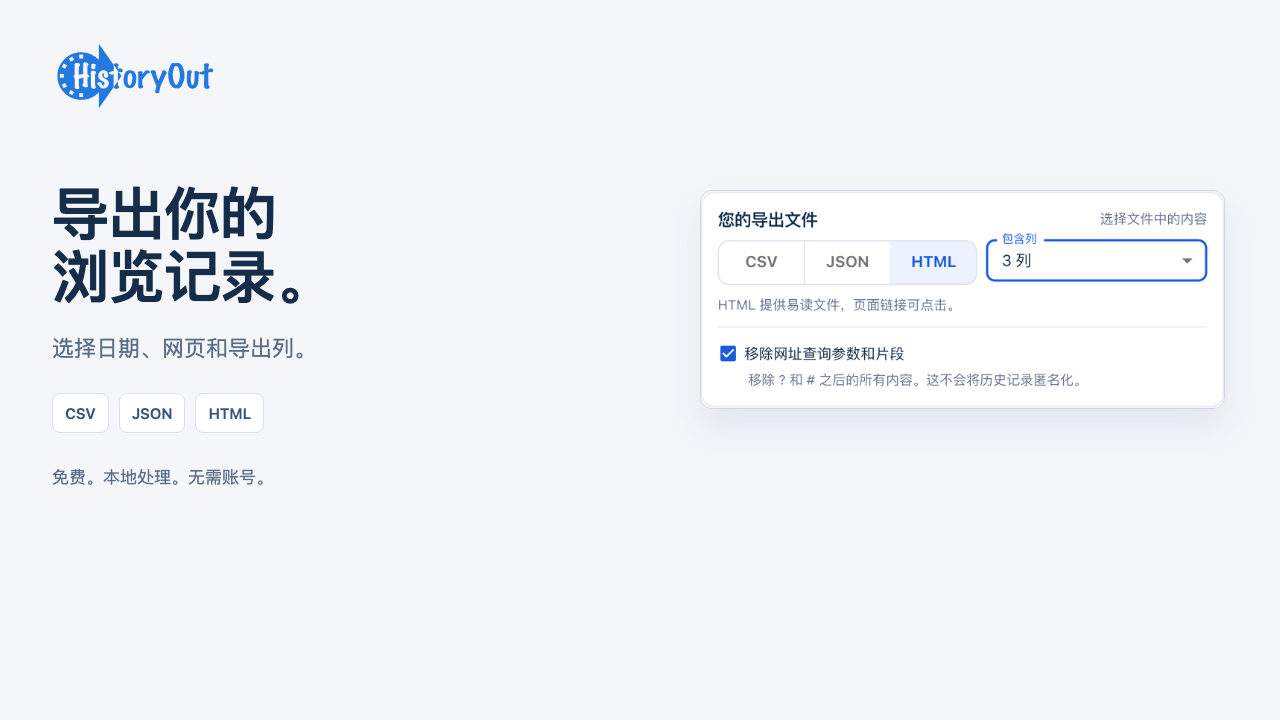 HistoryOut
导出你的
浏览记录。
选择日期、网页和导出列。
CSV
JSON
HTML
免费。本地处理。无需账号。
您的导出文件
选择文件中的内容
CSV
JSON
HTML
包含列
3 列
HTML 提供易读文件，页面链接可点击。
移除网址查询参数和片段
移除 ? 和 # 之后的所有内容。这不会将历史记录匿名化。